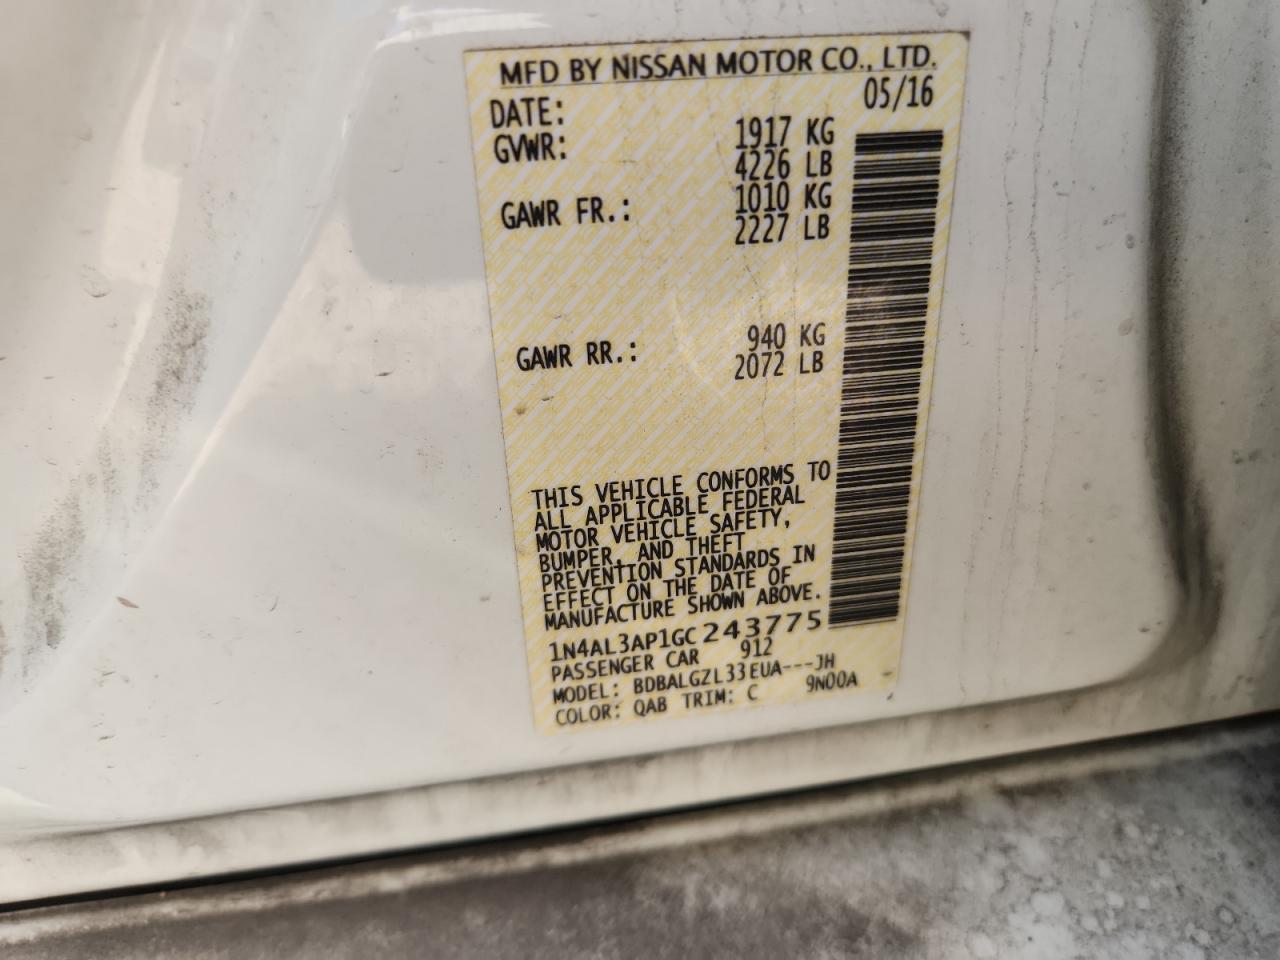 MFD BY NISSAN MOTOR CO., LTD.
DATE: 05/16
GVWR: 1917 KG
4226 LB
GAWR FR.: 1010 KG
2227 LB
GAWR RR.: 940 KG
2072 LB
THIS VEHICLE CONFORMS TO
ALL APPLICABLE FEDERAL
MOTOR VEHICLE SAFETY,
BUMPER, AND THEFT
PREVENTION STANDARDS IN
EFFECT ON THE DATE OF
MANUFACTURE SHOWN ABOVE.
1N4AL3AP1GC243775
PASSENGER CAR 912
MODEL: BDBALGZL33EUA---JH
COLOR: QAB TRIM: C 9N00A